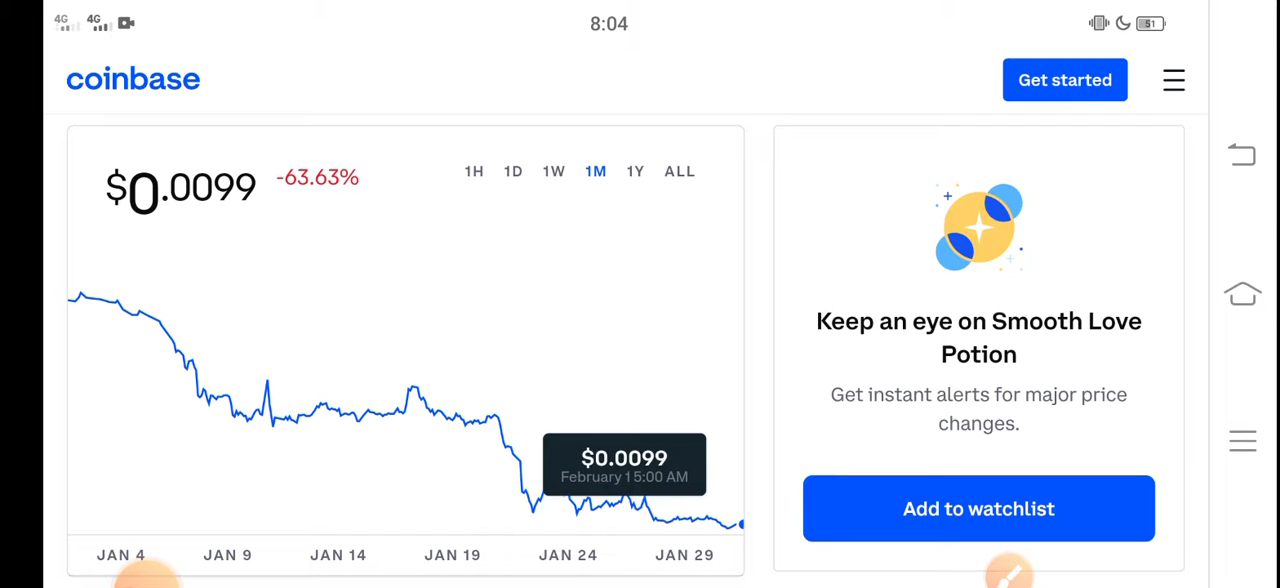 4G 4G 8:04 51
coinbase
Get started
$0.0099 -63.63%
1H 1D 1W 1M 1Y ALL
$0.0099
February 1 5:00 AM
JAN 4 JAN 9 JAN 14 JAN 19 JAN 24 JAN 29
Keep an eye on Smooth Love
Potion
Get instant alerts for major price
changes.
Add to watchlist